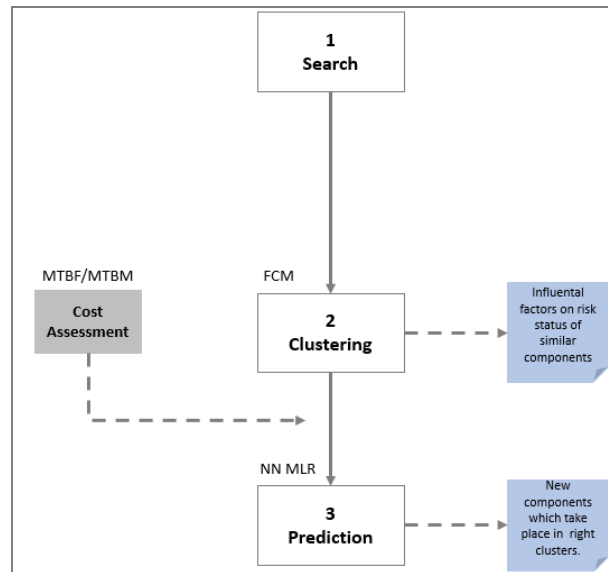 1
Search
MTBF/MTBM
Cost
Assessment
FCM
2
Clustering
Influental
factors on risk
status of
similar
components
NN MLR
3
Prediction
New
components
which take
place in right
clusters.